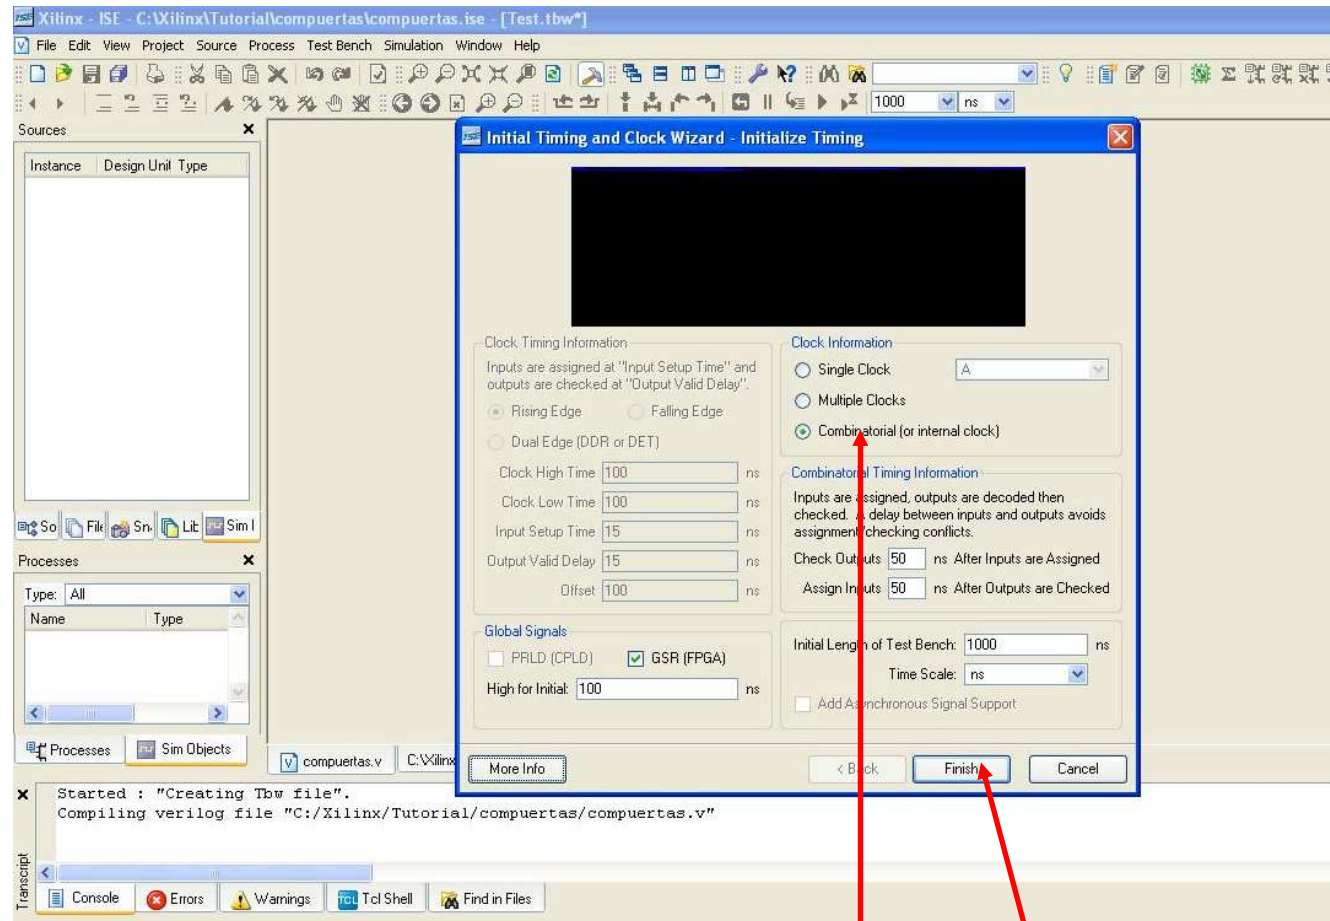 Xilinx - ISE - C:\Xilinx\Tutorial\compuertas\compuertas.ise - [Test.tbw*]
File Edit View Project Source Process Test Bench Simulation Window Help
1000 ns
Sources
Instance Design Unit Type
So File Sn Lib Sim I
Processes
Type: All
Name Type
Processes Sim Objects
compuertas.v C:\Xilinx
Initial Timing and Clock Wizard - Initialize Timing
Clock Timing Information
Inputs are assigned at "Input Setup Time" and
outputs are checked at "Output Valid Delay".
Rising Edge Falling Edge
Dual Edge (DDR or DET)
Clock High Time 100 ns
Clock Low Time 100 ns
Input Setup Time 15 ns
Output Valid Delay 15 ns
Offset 100 ns
Global Signals
PRLD (CPLD) GSR (FPGA)
High for Initial: 100 ns
Clock Information
Single Clock A
Multiple Clocks
Combinatorial (or internal clock)
Combinatorial Timing Information
Inputs are assigned, outputs are decoded then
checked. A delay between inputs and outputs avoids
assignment/checking conflicts.
Check Outputs 50 ns After Inputs are Assigned
Assign Inputs 50 ns After Outputs are Checked
Initial Length of Test Bench: 1000 ns
Time Scale: ns
Add Asynchronous Signal Support
More Info < Back Finish Cancel
Started : "Creating Tbw file".
Compiling verilog file "C:/Xilinx/Tutorial/compuertas/compuertas.v"
Transcript
Console Errors Warnings Tcl Shell Find in Files